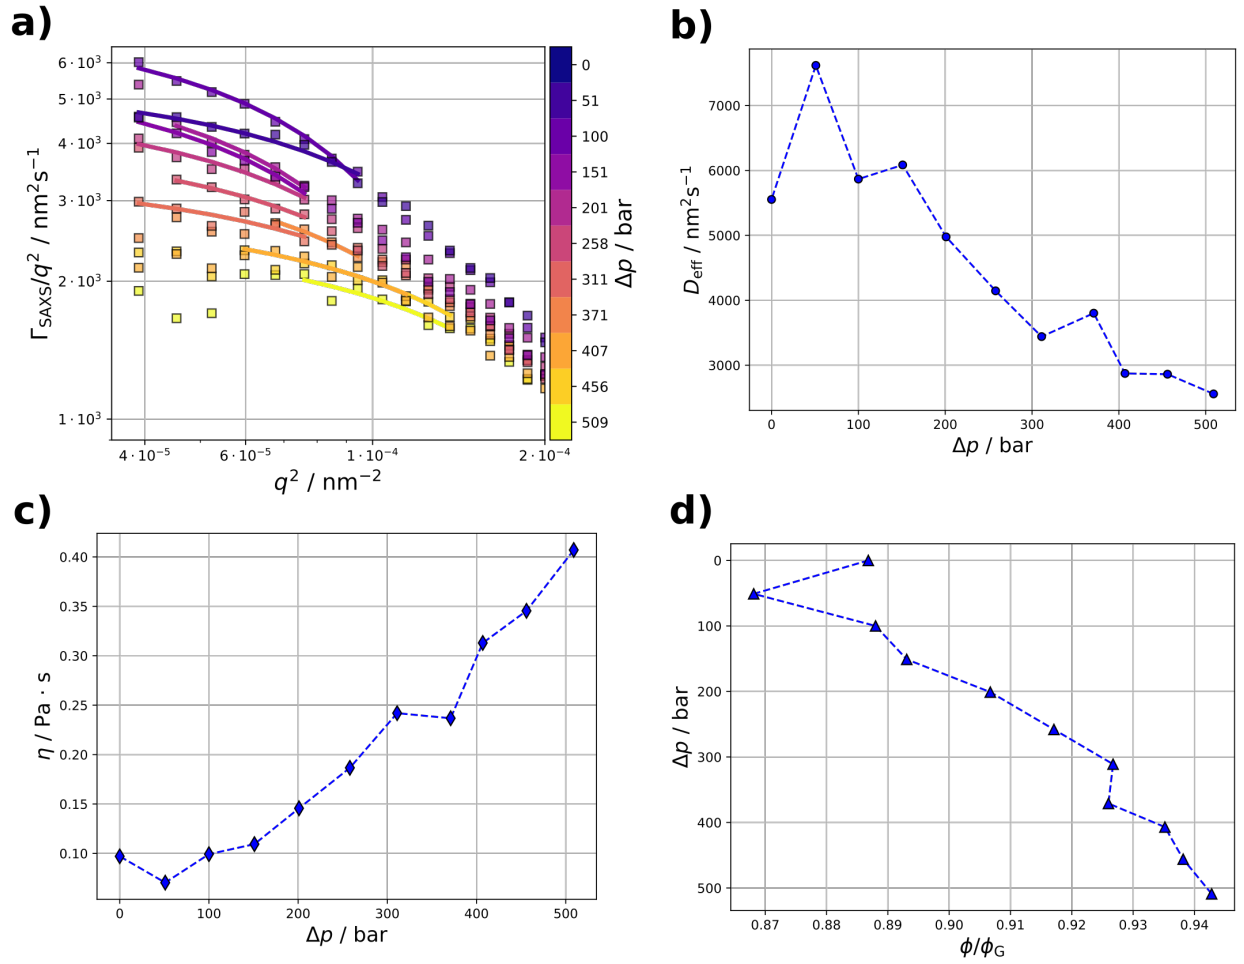 a)
6 · 10³
5 · 10³
4 · 10³
3 · 10³
2 · 10³
1 · 10³
Γ_SAXS/q² / nm²s⁻¹
4 · 10⁻⁵
6 · 10⁻⁵
1 · 10⁻⁴
2 · 10⁻⁴
q² / nm⁻²
0
51
100
151
201
258
311
371
407
456
509
Δp / bar
b)
7000
6000
5000
4000
3000
D_eff / nm²s⁻¹
0
100
200
300
400
500
Δp / bar
c)
0.40
0.35
0.30
0.25
0.20
0.15
0.10
η / Pa · s
0
100
200
300
400
500
Δp / bar
d)
0
100
200
300
400
500
Δp / bar
0.87
0.88
0.89
0.90
0.91
0.92
0.93
0.94
ϕ/ϕ_G